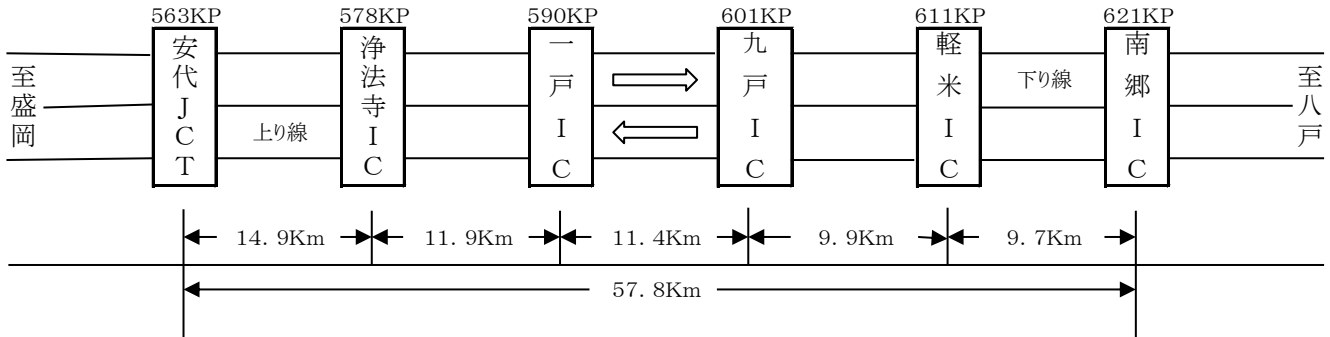 563KP 578KP 590KP 601KP 611KP 621KP
至盛岡
安代JCT
上り線
浄法寺IC
一戸IC
九戸IC
軽米IC
下り線
南郷IC
至八戸
14.9Km 11.9Km 11.4Km 9.9Km 9.7Km
57.8Km